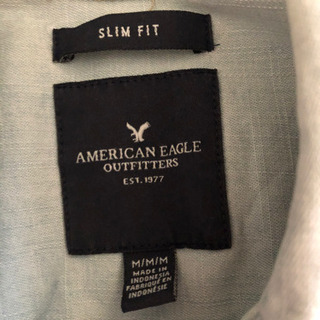 SLIM FIT
AMERICAN EAGLE
OUTFITTERS
EST. 1977
M/M/M
MADE IN
INDONESIA
FABRIQUÉ EN
INDONÉSIE